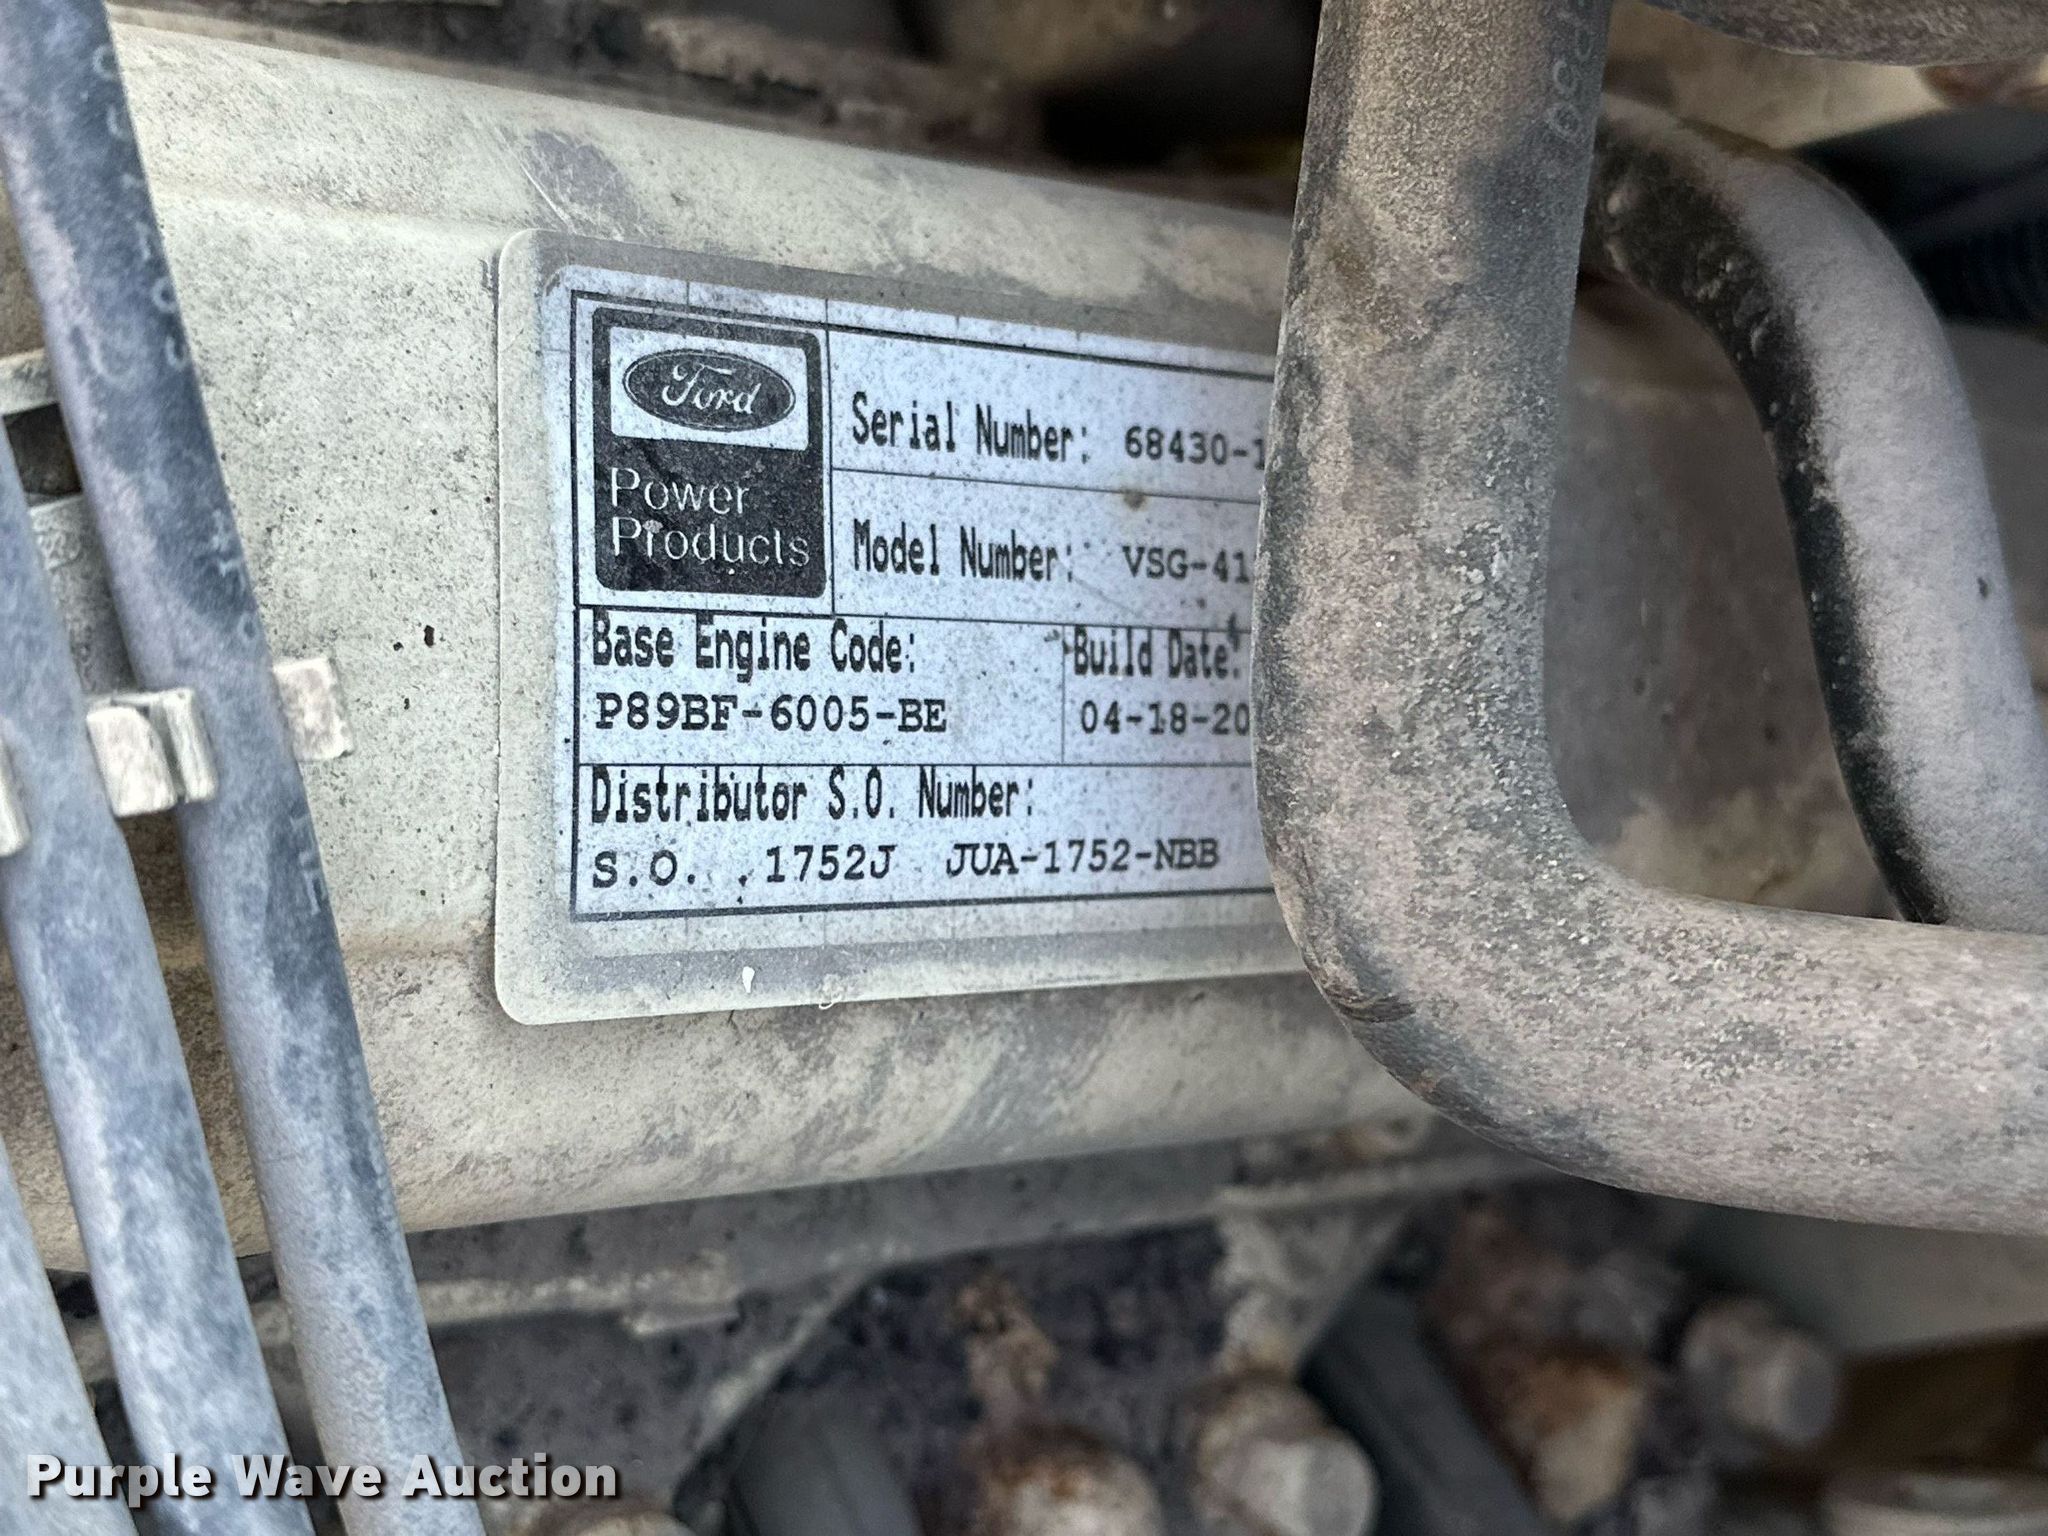 Ford
Power
Products
Serial Number: 68430-1
Model Number: VSG-41
Base Engine Code:
P89BF-6005-BE
Build Date:
04-18-20
Distributor S.O. Number:
S.O. . 1752J JUA-1752-NBB
Purple Wave Auction